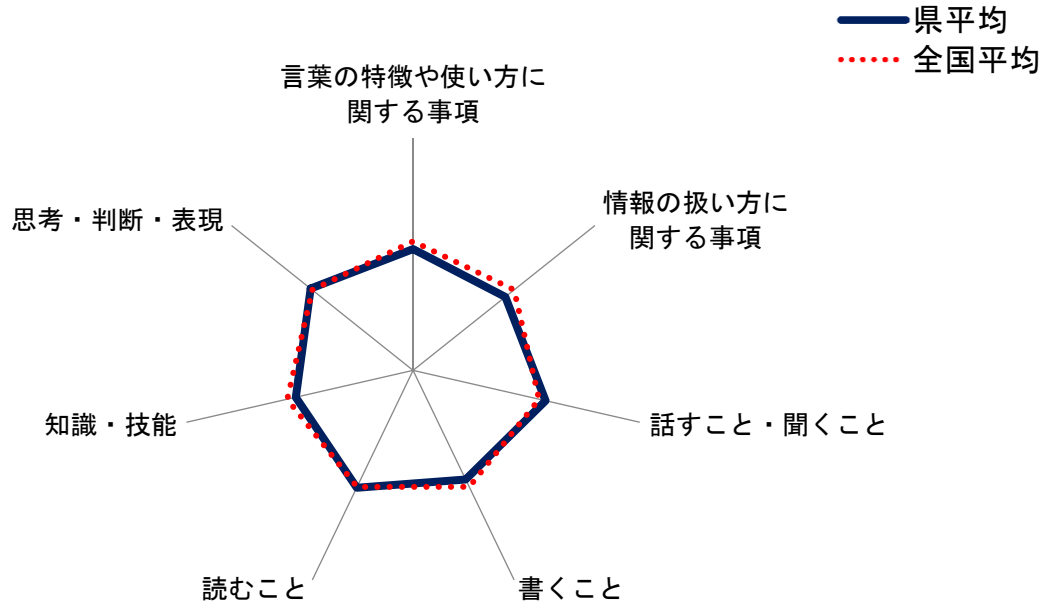 県平均
全国平均
言葉の特徴や使い方に
関する事項
情報の扱い方に
関する事項
話すこと・聞くこと
書くこと
読むこと
知識・技能
思考・判断・表現